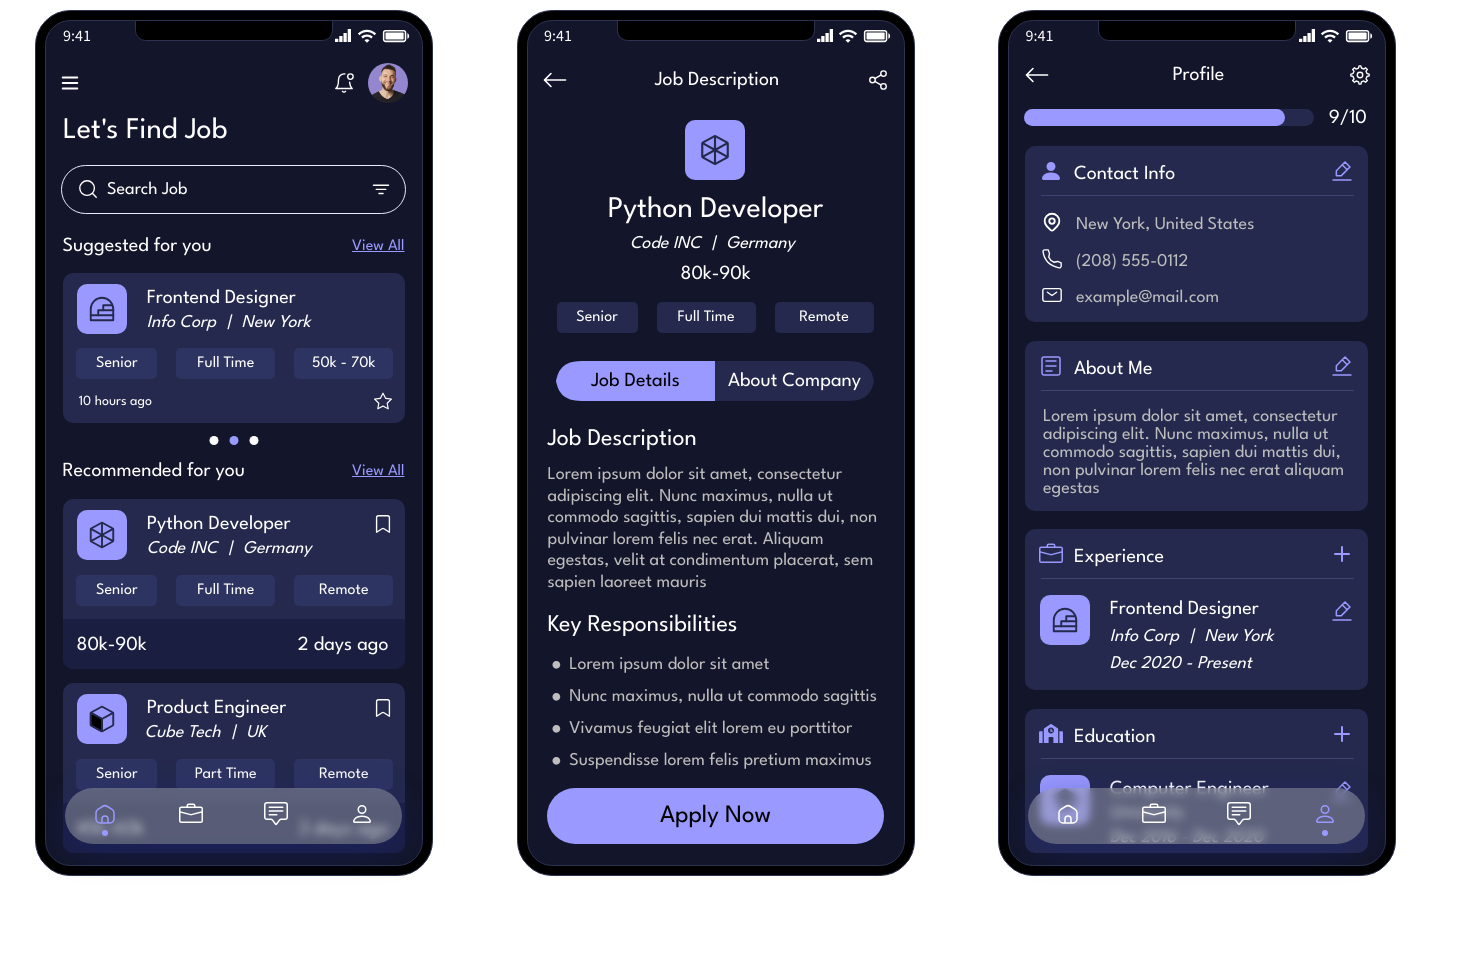 9:41
Let's Find Job
Search Job
Suggested for you
View All
Frontend Designer
Info Corp | New York
Senior
Full Time
50k - 70k
10 hours ago
Recommended for you
View All
Python Developer
Code INC | Germany
Senior
Full Time
Remote
80k-90k
2 days ago
Product Engineer
Cube Tech | UK
Senior
Part Time
Remote
3 days ago
9:41
Job Description
Python Developer
Code INC | Germany
80k-90k
Senior
Full Time
Remote
Job Details
About Company
Job Description
Lorem ipsum dolor sit amet, consectetur
adipiscing elit. Nunc maximus, nulla ut
commodo sagittis, sapien dui mattis dui, non
pulvinar lorem felis nec erat. Aliquam
egestas, velit at condimentum placerat, sem
sapien laoreet mauris
Key Responsibilities
● Lorem ipsum dolor sit amet
● Nunc maximus, nulla ut commodo sagittis
● Vivamus feugiat elit lorem eu porttitor
● Suspendisse lorem felis pretium maximus
Apply Now
9:41
Profile
9/10
Contact Info
New York, United States
(208) 555-0112
example@mail.com
About Me
Lorem ipsum dolor sit amet, consectetur
adipiscing elit. Nunc maximus, nulla ut
commodo sagittis, sapien dui mattis dui,
non pulvinar lorem felis nec erat aliquam
egestas
Experience
Frontend Designer
Info Corp | New York
Dec 2020 - Present
Education
Computer Engineer
Dec 2016 - Dec 2020